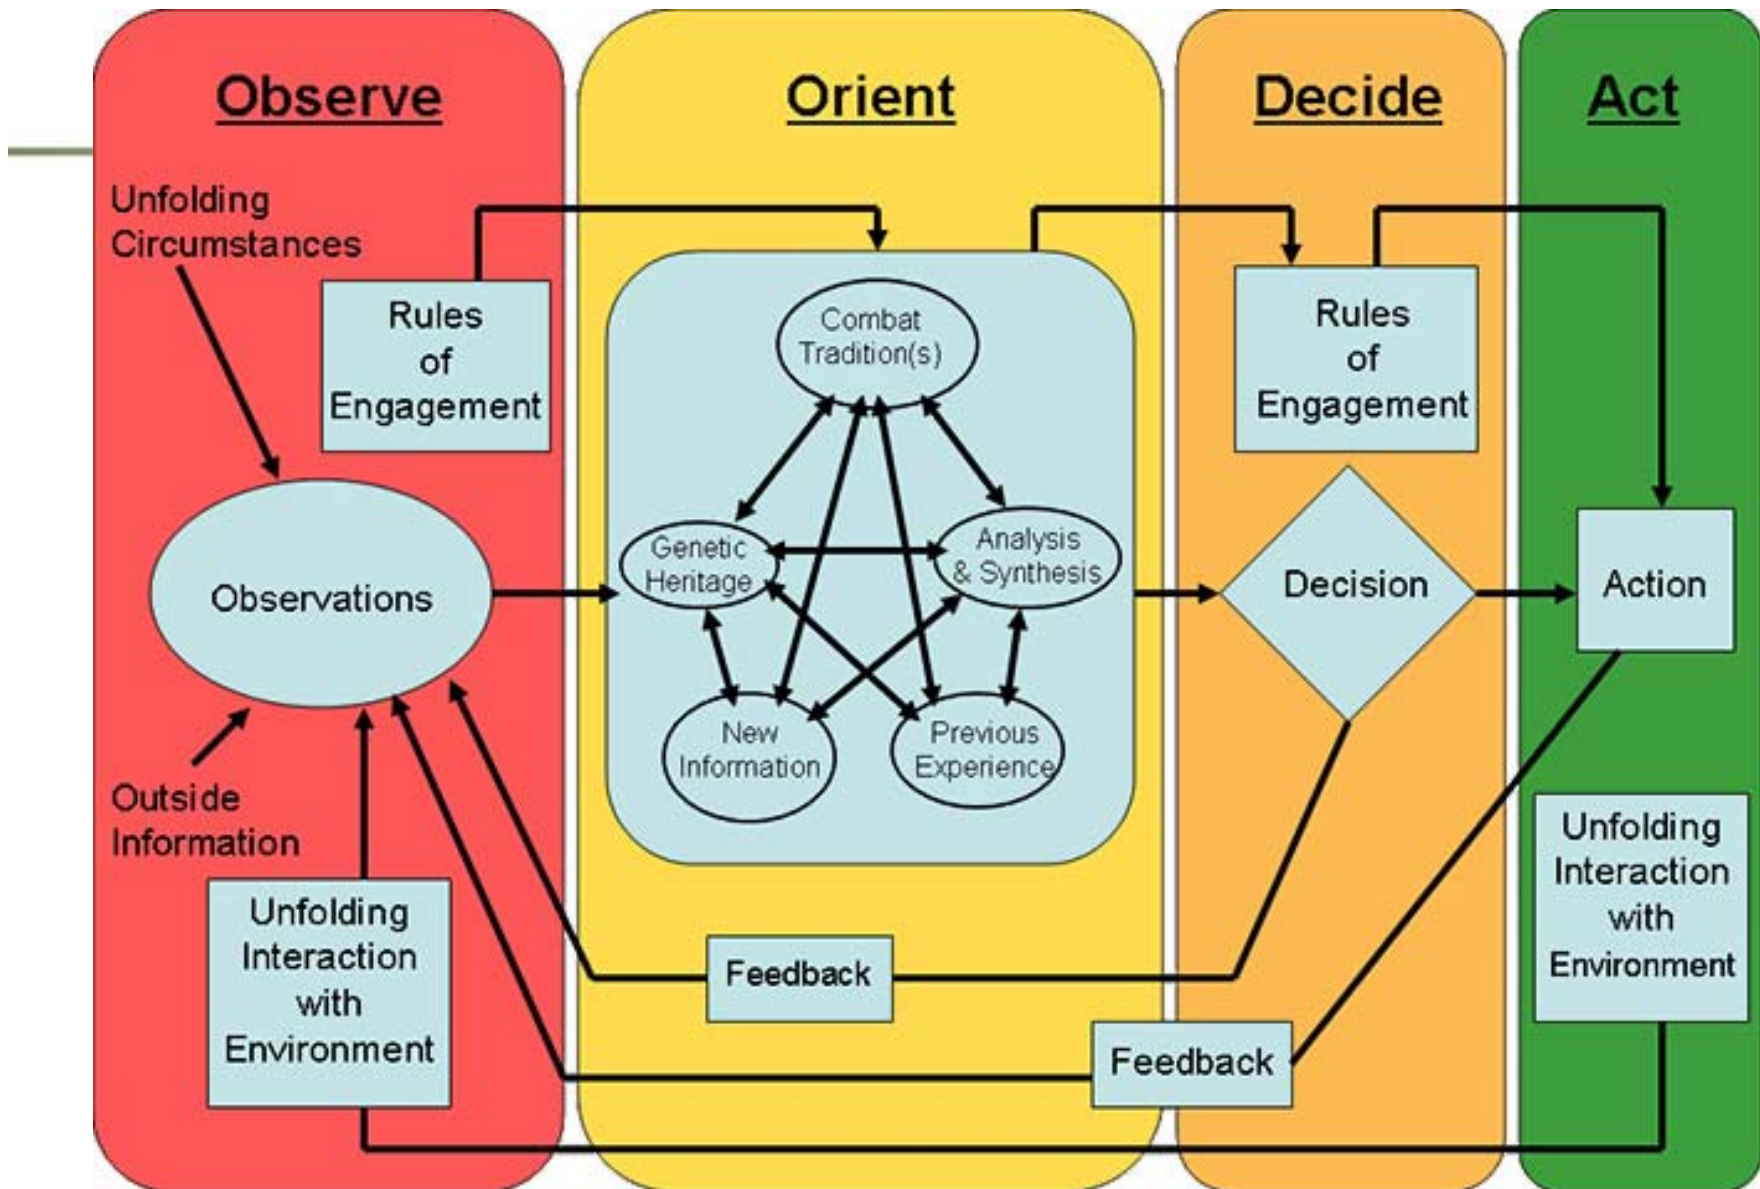 Observe
Unfolding
Circumstances
Rules
of
Engagement
Observations
Outside
Information
Unfolding
Interaction
with
Environment
Orient
Combat
Tradition(s)
Genetic
Heritage
Analysis
& Synthesis
New
Information
Previous
Experience
Feedback
Feedback
Decide
Rules
of
Engagement
Decision
Act
Action
Unfolding
Interaction
with
Environment